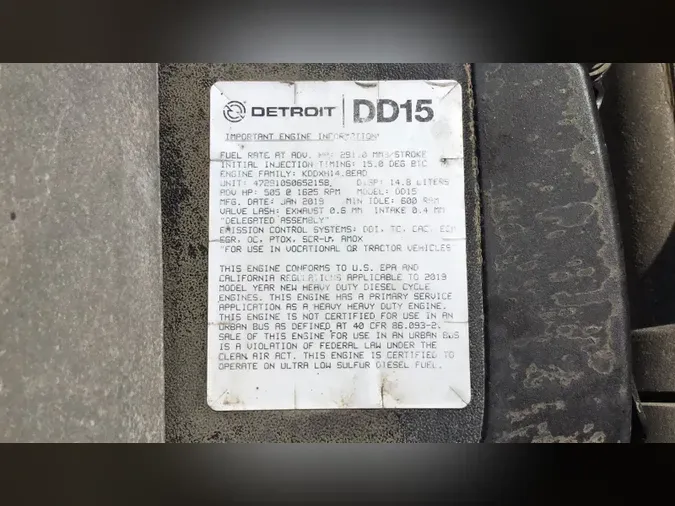 DETROIT DD15
IMPORTANT ENGINE INFORMATION
FUEL RATE AT ADV. HP: 291.0 MM3/STROKE
INITIAL INJECTION TIMING: 15.0 DEG BTC
ENGINE FAMILY: KDDXH14.8EAD
UNIT: 472910S0652158, DISP: 14.8 LITERS
ADV HP: 505 @ 1625 RPM MODEL: DD15
MFG. DATE: JAN 2019 MIN IDLE: 600 RPM
VALVE LASH: EXHAUST 0.6 MM INTAKE 0.4 MM
"DELEGATED ASSEMBLY"
EMISSION CONTROL SYSTEMS: DDI, TC, CAC, ECM
EGR, OC, PTOX, SCR-U, AMOX
"FOR USE IN VOCATIONAL OR TRACTOR VEHICLES
THIS ENGINE CONFORMS TO U.S. EPA AND
CALIFORNIA REGULATIONS APPLICABLE TO 2019
MODEL YEAR NEW HEAVY DUTY DIESEL CYCLE
ENGINES. THIS ENGINE HAS A PRIMARY SERVICE
APPLICATION AS A HEAVY HEAVY DUTY ENGINE.
THIS ENGINE IS NOT CERTIFIED FOR USE IN AN
URBAN BUS AS DEFINED AT 40 CFR 86.093-2.
SALE OF THIS ENGINE FOR USE IN AN URBAN BUS
IS A VIOLATION OF FEDERAL LAW UNDER THE
CLEAN AIR ACT. THIS ENGINE IS CERTIFIED TO
OPERATE ON ULTRA LOW SULFUR DIESEL FUEL.